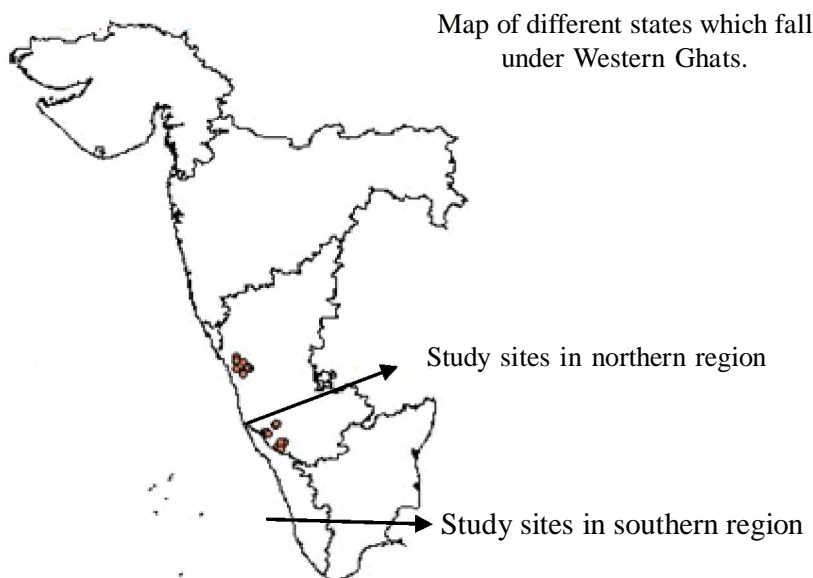 Map of different states which fall
under Western Ghats.
Study sites in northern region
Study sites in southern region